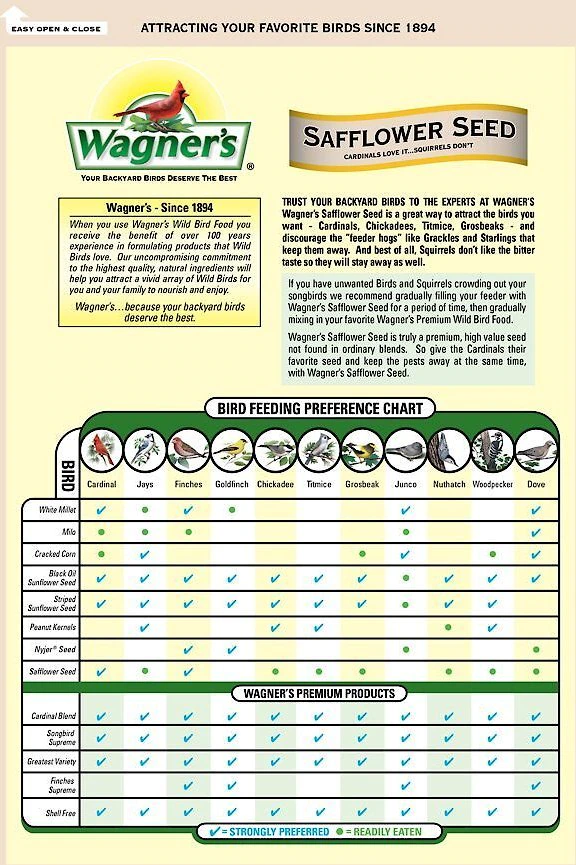 EASY OPEN & CLOSE
ATTRACTING YOUR FAVORITE BIRDS SINCE 1894
Wagner's ®
YOUR BACKYARD BIRDS DESERVE THE BEST
SAFFLOWER SEED
CARDINALS LOVE IT...SQUIRRELS DON'T
Wagner's - Since 1894
When you use Wagner's Wild Bird Food you
receive the benefit of over 100 years
experience in formulating products that Wild
Birds love. Our uncompromising commitment
to the highest quality, natural ingredients will
help you attract a vivid array of Wild Birds for
you and your family to nourish and enjoy.
Wagner's...because your backyard birds
deserve the best.
TRUST YOUR BACKYARD BIRDS TO THE EXPERTS AT WAGNER'S
Wagner's Safflower Seed is a great way to attract the birds you
want - Cardinals, Chickadees, Titmice, Grosbeaks - and
discourage the "feeder hogs" like Grackles and Starlings that
keep them away. And best of all, Squirrels don't like the bitter
taste so they will stay away as well.
If you have unwanted Birds and Squirrels crowding out your
songbirds we recommend gradually filling your feeder with
Wagner's Safflower Seed for a period of time, then gradually
mixing in your favorite Wagner's Premium Wild Bird Food.
Wagner's Safflower Seed is truly a premium, high value seed
not found in ordinary blends. So give the Cardinals their
favorite seed and keep the pests away at the same time,
with Wagner's Safflower Seed.
BIRD FEEDING PREFERENCE CHART
BIRD
Cardinal Jays Finches Goldfinch Chickadee Titmice Grosbeak Junco Nuthatch Woodpecker Dove
White Millet ✓ ● ✓ ● ✓ ✓
Milo ● ● ● ● ✓
Cracked Corn ● ✓ ● ✓ ● ✓
Black Oil
Sunflower Seed ✓ ✓ ✓ ✓ ✓ ✓ ✓ ● ✓ ✓ ✓
Striped
Sunflower Seed ✓ ✓ ✓ ✓ ✓ ✓ ✓ ● ✓ ✓
Peanut Kernels ✓ ✓ ✓ ● ✓
Nyjer® Seed ✓ ✓ ● ●
Safflower Seed ✓ ● ✓ ● ● ● ● ● ●
WAGNER'S PREMIUM PRODUCTS
Cardinal Blend ✓ ✓ ✓ ✓ ✓ ✓ ✓ ✓ ✓ ✓ ✓
Songbird
Supreme ✓ ✓ ✓ ✓ ✓ ✓ ✓ ✓ ✓ ✓ ✓
Greatest Variety ✓ ✓ ✓ ✓ ✓ ✓ ✓ ✓ ✓ ✓ ✓
Finches
Supreme ✓ ✓ ✓ ✓
Shell Free ✓ ✓ ✓ ✓ ✓ ✓ ✓ ✓ ✓ ✓ ✓
✓ = STRONGLY PREFERRED ● = READILY EATEN